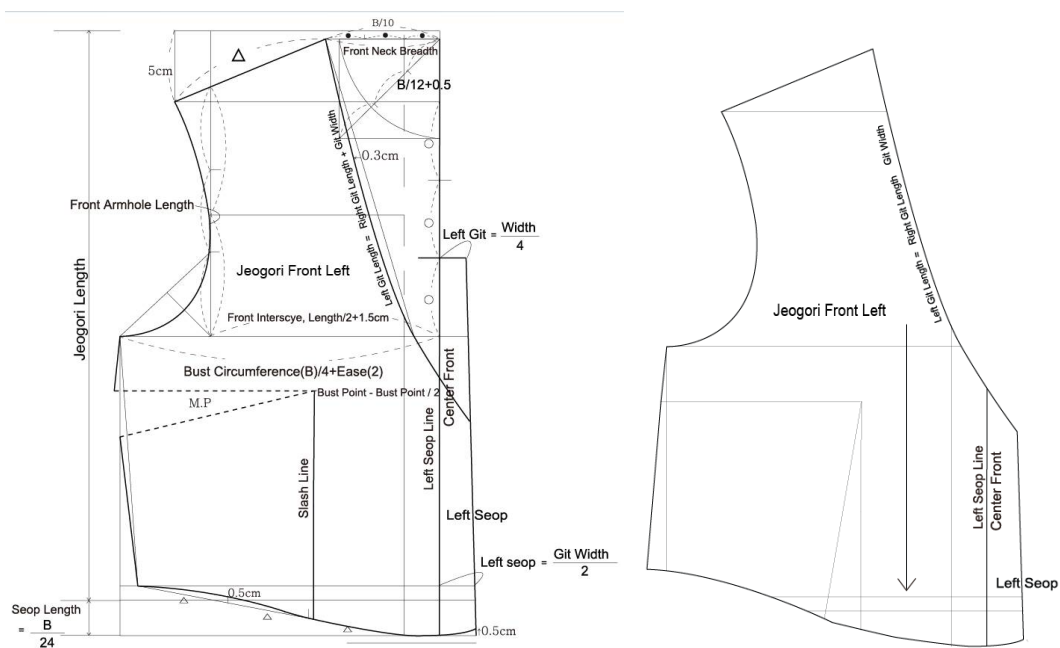 B/10
Front Neck Breadth
5cm
B/12+0.5
Left Git Length = Right Git Length + Git Width
0.3cm
Front Armhole Length
Left Git = Width
4
Jeogori Length
Jeogori Front Left
Front Interscye, Length/2+1.5cm
Bust Circumference(B)/4+Ease(2)
Bust Point - Bust Point / 2
M.P
Center Front
Left Seop Line
Slash Line
Left Seop
Left seop = Git Width
2
0.5cm
Seop Length
= B
24
0.5cm
Left Git Length = Right Git Length Git Width
Jeogori Front Left
Left Seop Line
Center Front
Left Seop